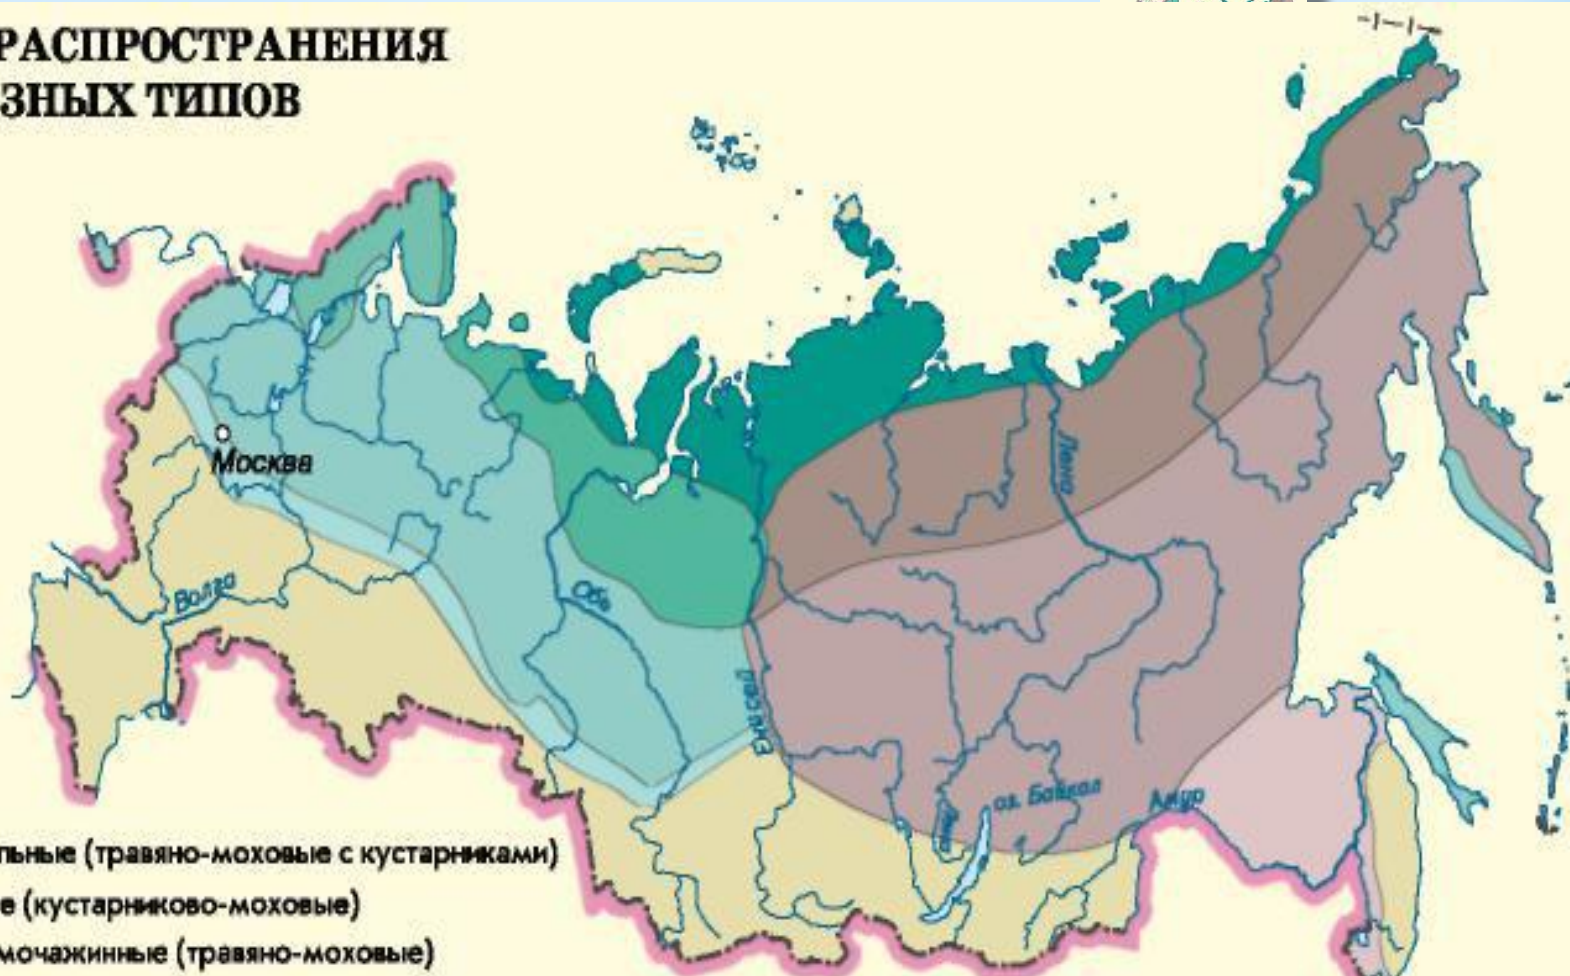 РАСПРОСТРАНЕНИЯ
ЗНЫХ ТИПОВ
Москва
Лена
Волга
Обь
Енисей
оз. Байкал
Амур
Лена
льные (травяно-моховые с кустарниками)
е (кустарниково-моховые)
мочажинные (травяно-моховые)